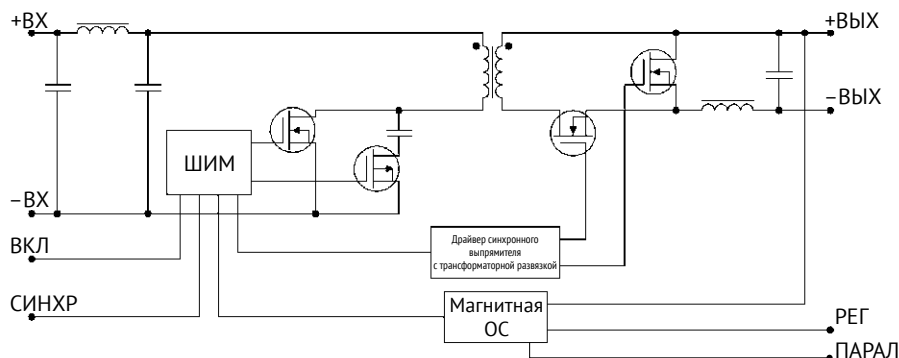 +ВХ
+ВЫХ
−ВЫХ
ШИМ
−ВХ
ВКЛ
Драйвер синхронного
выпрямителя
с трансформаторной развязкой
СИНХР
Магнитная
ОС
РЕГ
ПАРАЛ